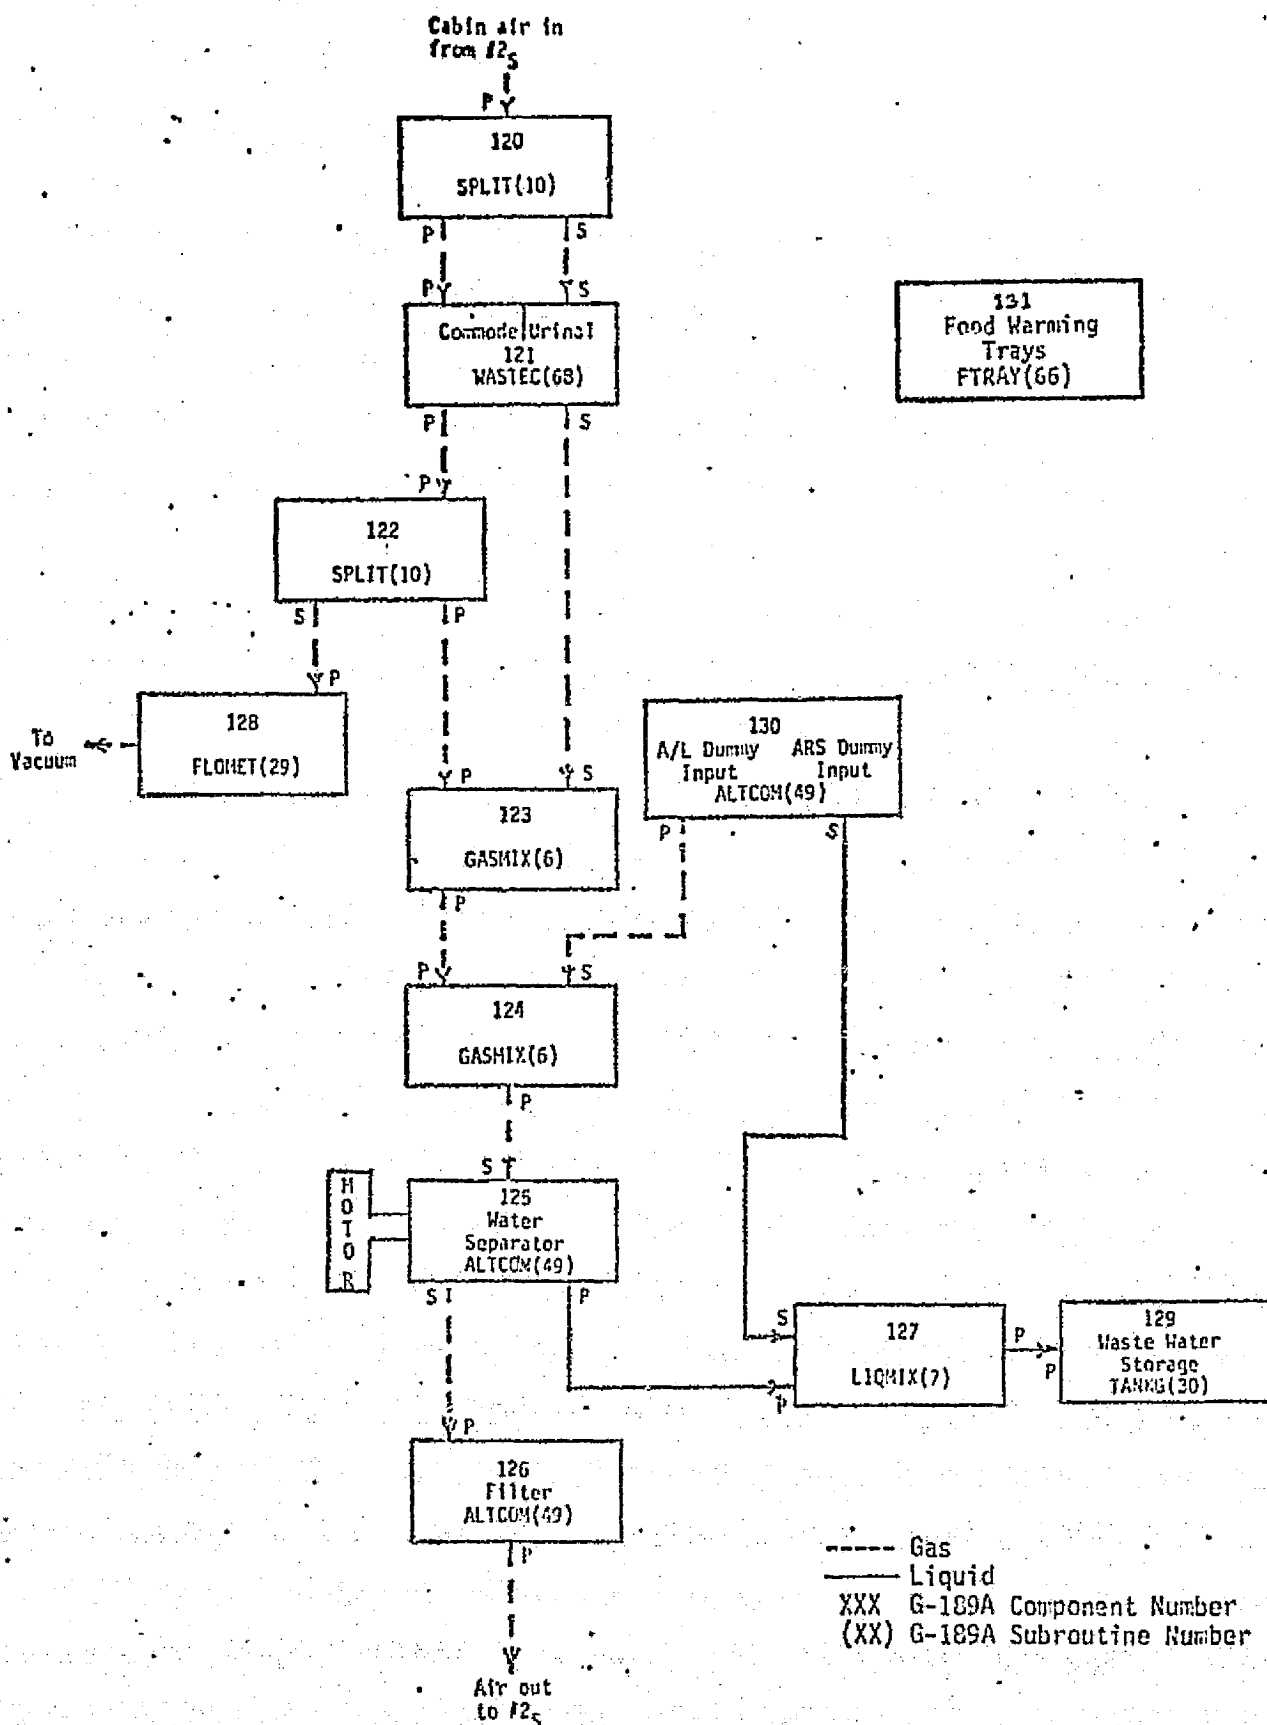 Cabin air in
from #2S
P
120
SPLIT(10)
P S
P S
Commode Urinal
121
WASTEC(68)
P S
131
Food Warming
Trays
FTRAY(66)
P
122
SPLIT(10)
S P
P
128
FLOMET(29)
To
Vacuum
P S
123
GASMIX(6)
P
130
A/L Dummy ARS Dummy
Input Input
ALTCOM(49)
P S
P S
124
GASMIX(6)
P
S
MOTOR
125
Water
Separator
ALTCOM(49)
S P
S
P
127
LIQMIX(7)
P
P
129
Waste Water
Storage
TANKG(30)
P
126
Filter
ALTCOM(49)
P
Air out
to #2S
Gas
Liquid
XXX G-189A Component Number
(XX) G-189A Subroutine Number